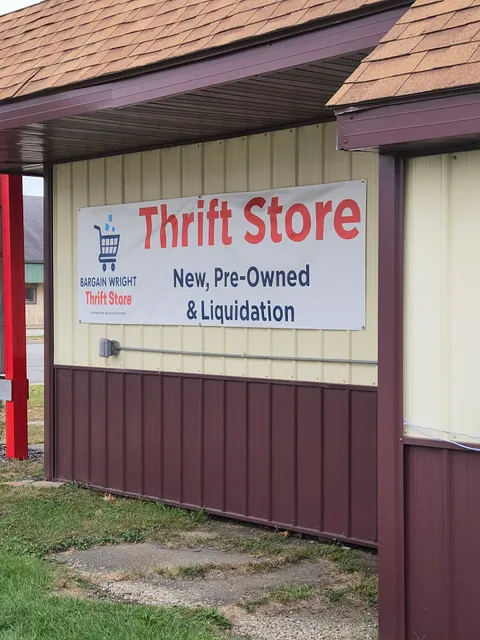 Thrift Store
New, Pre-Owned
& Liquidation
BARGAIN WRIGHT
Thrift Store